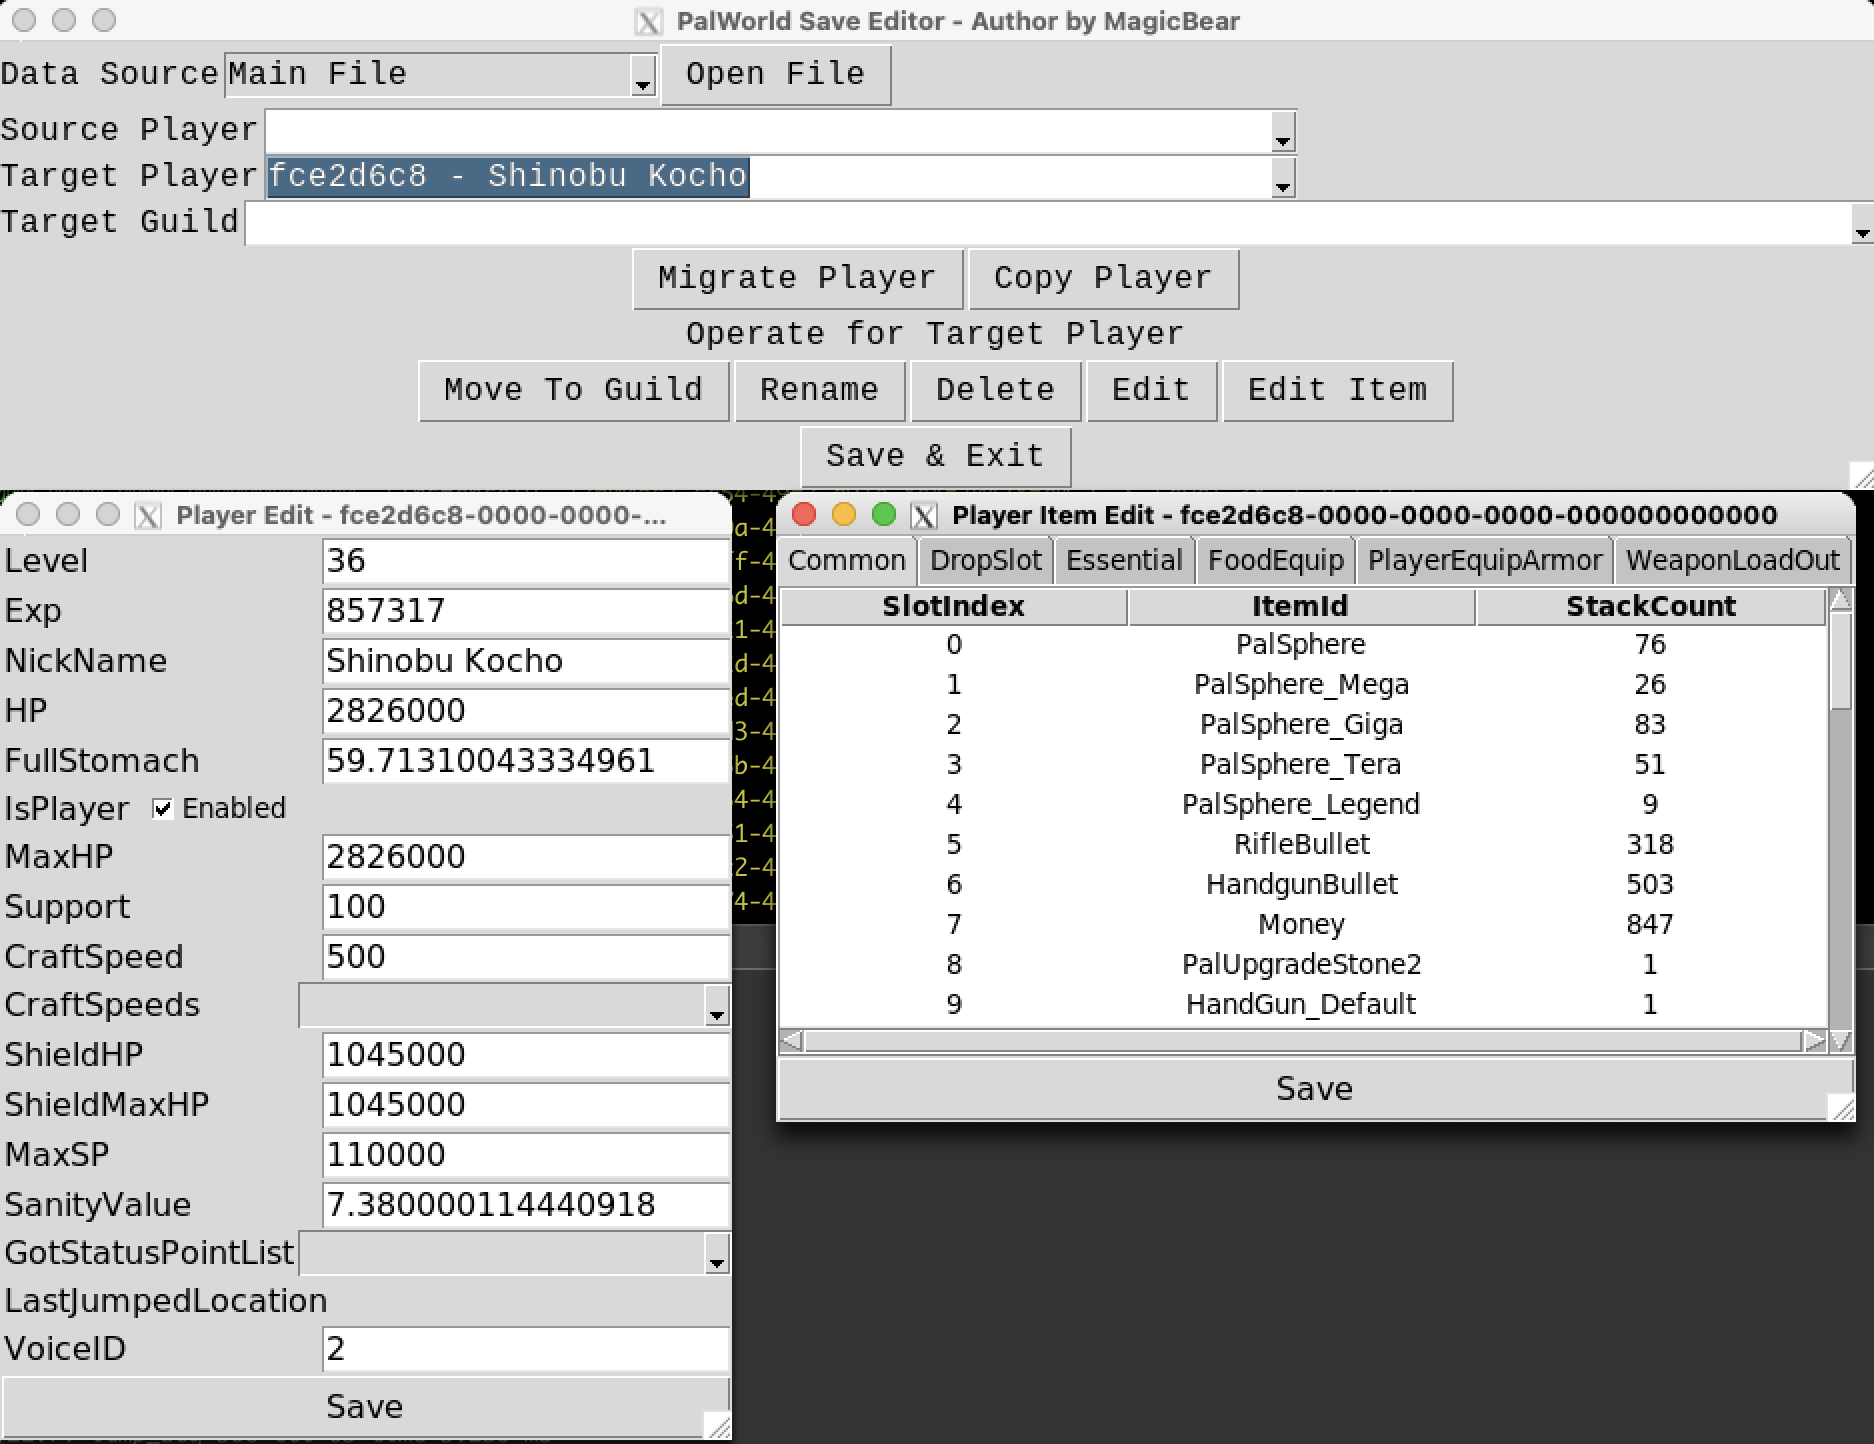 PalWorld Save Editor - Author by MagicBear
Data Source Main File Open File
Source Player
Target Player fce2d6c8 - Shinobu Kocho
Target Guild
Migrate Player Copy Player
Operate for Target Player
Move To Guild Rename Delete Edit Edit Item
Save & Exit
Player Edit - fce2d6c8-0000-0000-...
Level 36
Exp 857317
NickName Shinobu Kocho
HP 2826000
FullStomach 59.71310043334961
IsPlayer Enabled
MaxHP 2826000
Support 100
CraftSpeed 500
CraftSpeeds
ShieldHP 1045000
ShieldMaxHP 1045000
MaxSP 110000
SanityValue 7.380000114440918
GotStatusPointList
LastJumpedLocation
VoiceID 2
Save
Player Item Edit - fce2d6c8-0000-0000-0000-000000000000
Common DropSlot Essential FoodEquip PlayerEquipArmor WeaponLoadOut
SlotIndex ItemId StackCount
0 PalSphere 76
1 PalSphere_Mega 26
2 PalSphere_Giga 83
3 PalSphere_Tera 51
4 PalSphere_Legend 9
5 RifleBullet 318
6 HandgunBullet 503
7 Money 847
8 PalUpgradeStone2 1
9 HandGun_Default 1
Save